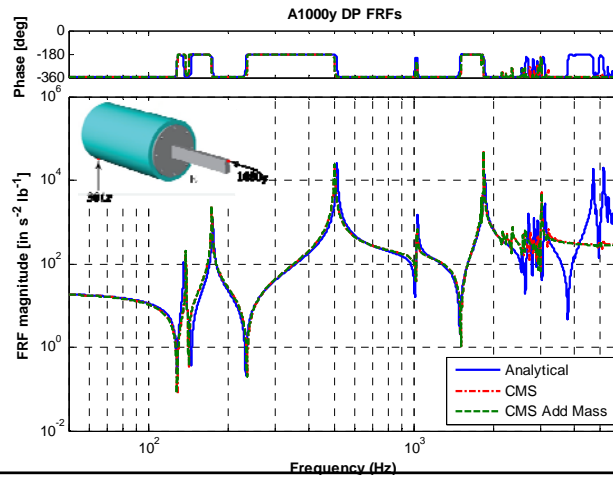 A1000y DP FRFs
Phase [deg]
0
-180
-360
FRF magnitude [in s^-2 lb^-1]
10^6
10^4
10^2
10^0
10^-2
1000y
Analytical
CMS
CMS Add Mass
10^2
10^3
Frequency (Hz)